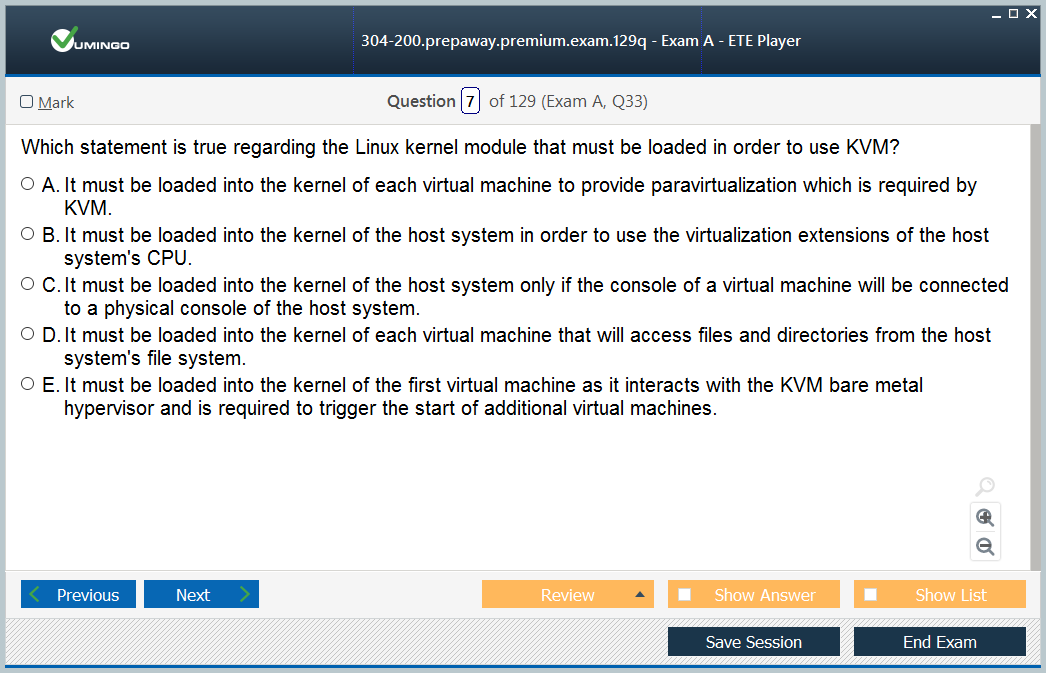 VUMINGO
304-200.prepaway.premium.exam.129q - Exam A - ETE Player
Mark
Question 7 of 129 (Exam A, Q33)
Which statement is true regarding the Linux kernel module that must be loaded in order to use KVM?
A. It must be loaded into the kernel of each virtual machine to provide paravirtualization which is required by
KVM.
B. It must be loaded into the kernel of the host system in order to use the virtualization extensions of the host
system's CPU.
C. It must be loaded into the kernel of the host system only if the console of a virtual machine will be connected
to a physical console of the host system.
D. It must be loaded into the kernel of each virtual machine that will access files and directories from the host
system's file system.
E. It must be loaded into the kernel of the first virtual machine as it interacts with the KVM bare metal
hypervisor and is required to trigger the start of additional virtual machines.
Previous Next Review Show Answer Show List
Save Session End Exam